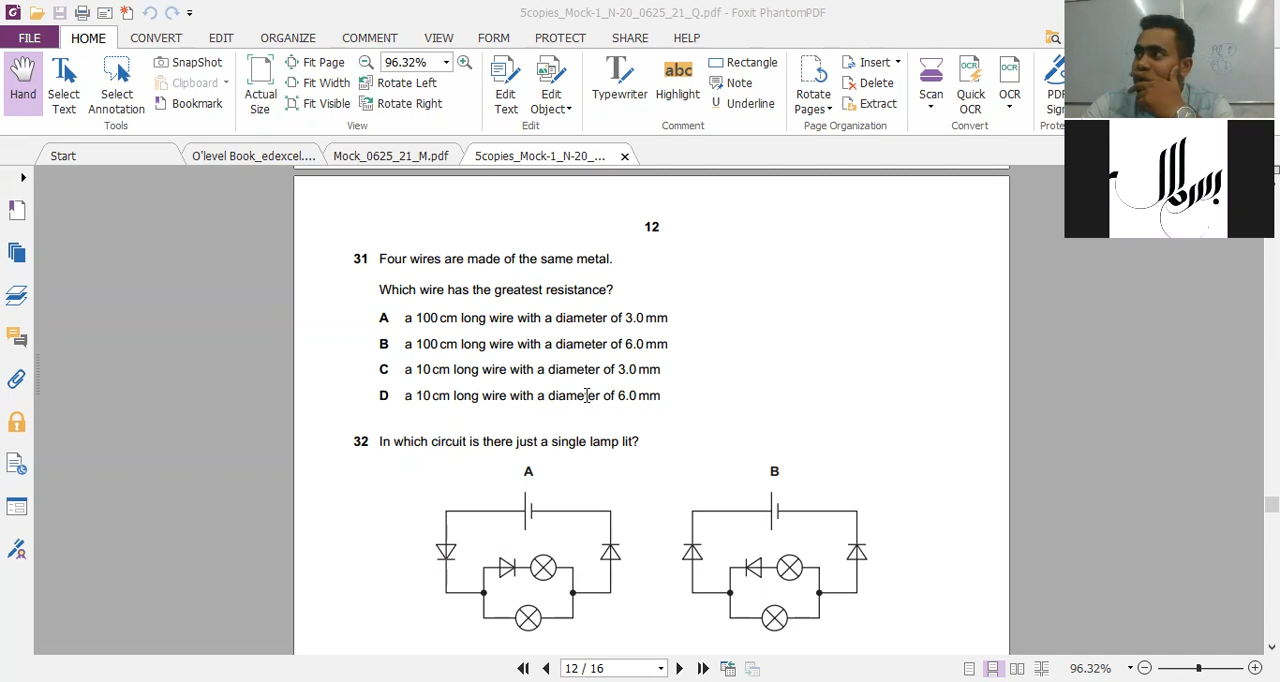 5copies_Mock-1_N-20_0625_21_Q.pdf - Foxit PhantomPDF
FILE HOME CONVERT EDIT ORGANIZE COMMENT VIEW FORM PROTECT SHARE HELP
Hand
Select Text
Select Annotation
SnapShot
Clipboard
Bookmark
Tools
Actual Size
Fit Page
Fit Width
Fit Visible
96.32%
Rotate Left
Rotate Right
View
Edit Text
Edit Object
Edit
Typewriter
Highlight
Rectangle
Note
Underline
Comment
Rotate Pages
Insert
Delete
Extract
Page Organization
Scan
Quick OCR
OCR
Convert
PDF
Sign
Start
O'level Book_edexcel....
Mock_0625_21_M.pdf
5copies_Mock-1_N-20_...
12
31 Four wires are made of the same metal.
Which wire has the greatest resistance?
A a 100 cm long wire with a diameter of 3.0 mm
B a 100 cm long wire with a diameter of 6.0 mm
C a 10 cm long wire with a diameter of 3.0 mm
D a 10 cm long wire with a diameter of 6.0 mm
32 In which circuit is there just a single lamp lit?
A B
12 / 16
96.32%